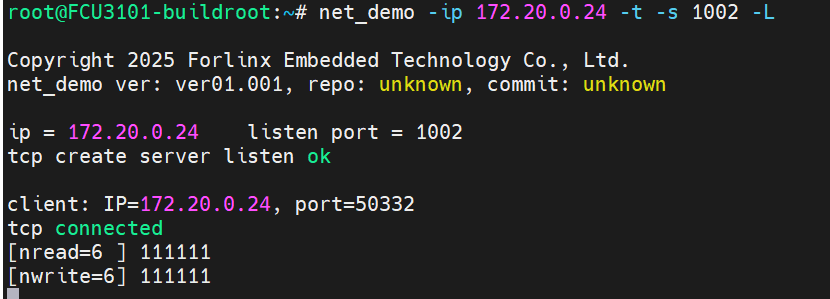 root@FCU3101-buildroot:~# net_demo -ip 172.20.0.24 -t -s 1002 -L
Copyright 2025 Forlinx Embedded Technology Co., Ltd.
net_demo ver: ver01.001, repo: unknown, commit: unknown
ip = 172.20.0.24    listen port = 1002
tcp create server listen ok
client: IP=172.20.0.24, port=50332
tcp connected
[nread=6 ] 111111
[nwrite=6] 111111